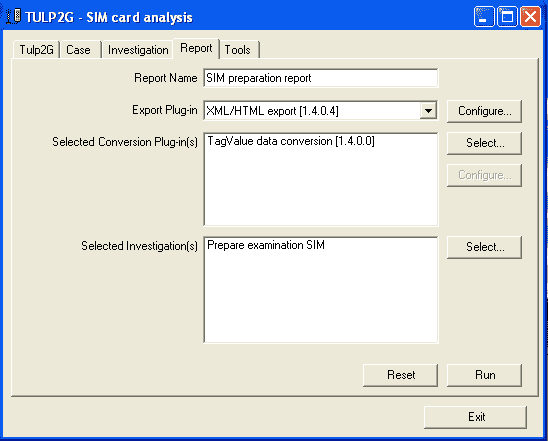 TULP2G - SIM card analysis
Tulp2G Case Investigation Report Tools
Report Name SIM preparation report
Export Plug-in XML/HTML export [1.4.0.4] Configure...
Selected Conversion Plug-in(s) TagValue data conversion [1.4.0.0] Select...
Configure...
Selected Investigation(s) Prepare examination SIM Select...
Reset Run
Exit